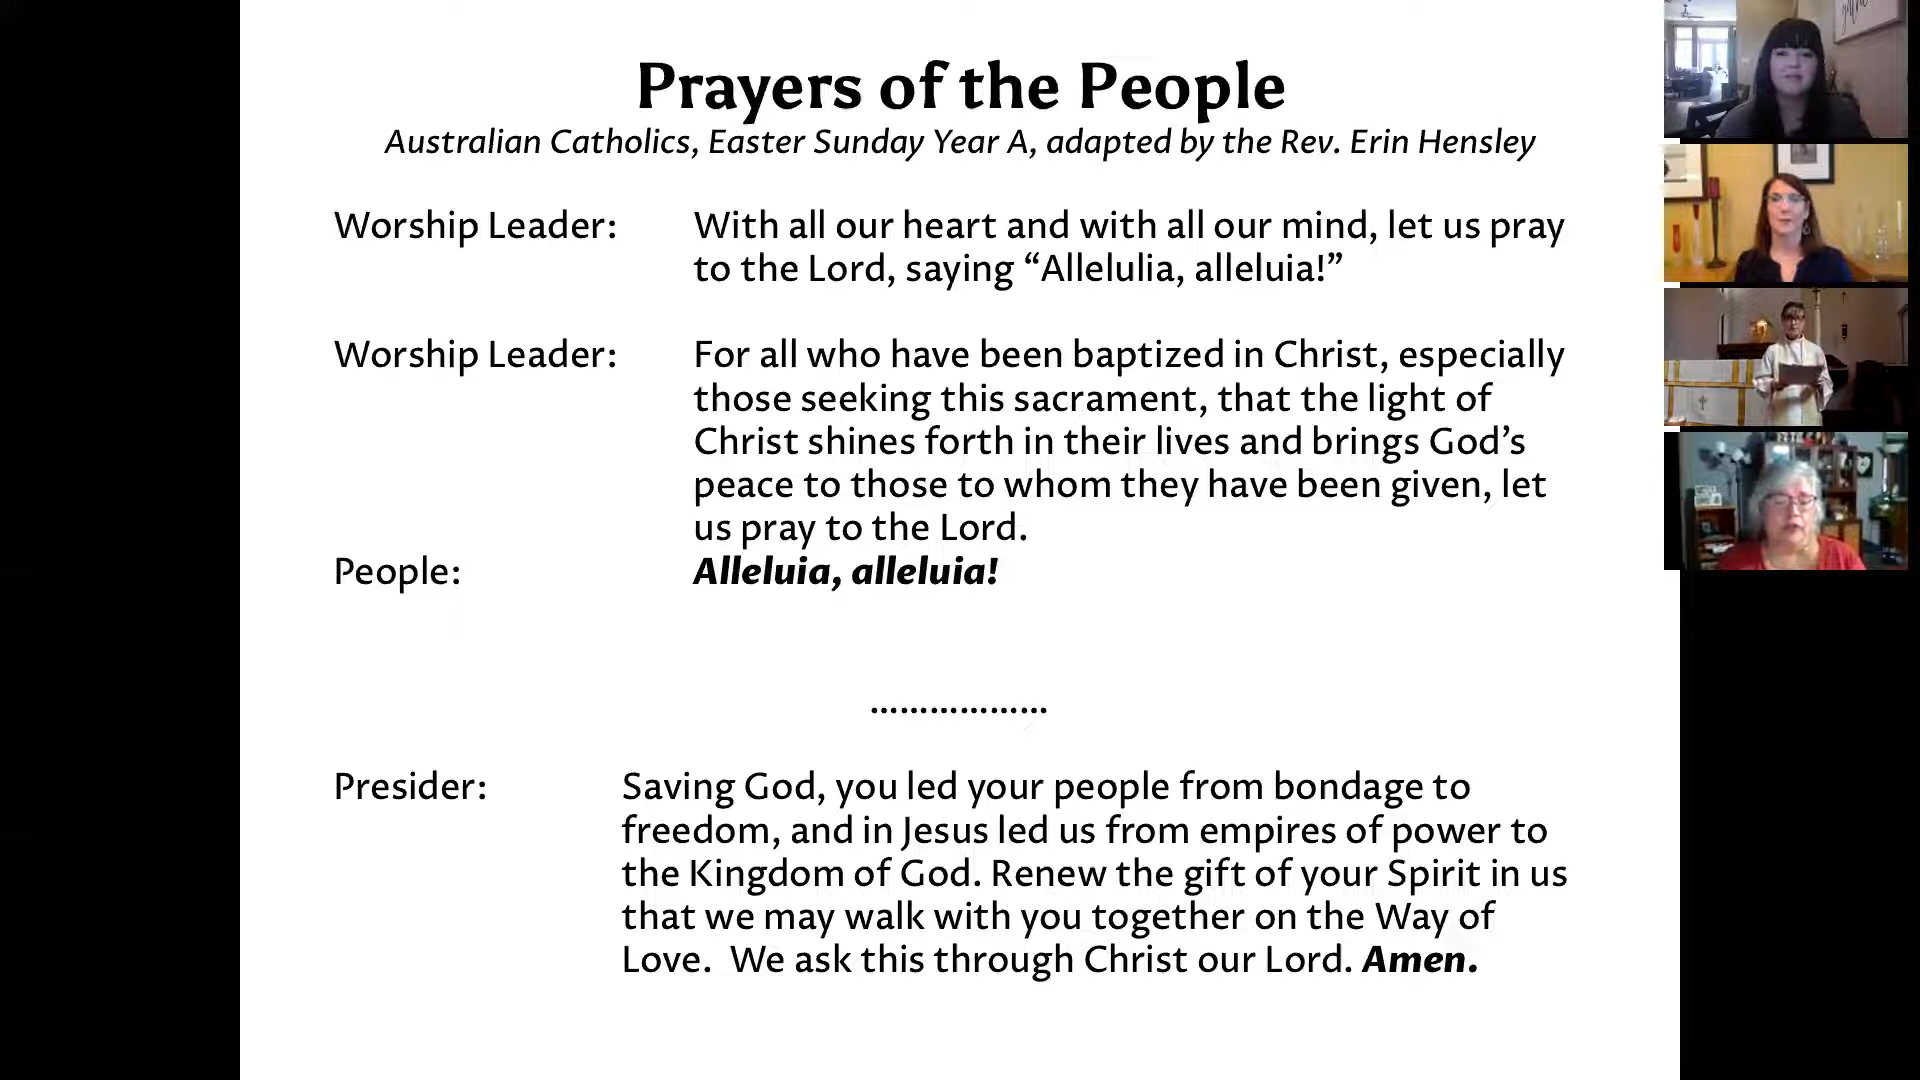 Prayers of the People
Australian Catholics, Easter Sunday Year A, adapted by the Rev. Erin Hensley
Worship Leader: With all our heart and with all our mind, let us pray
to the Lord, saying “Allelulia, alleluia!”
Worship Leader: For all who have been baptized in Christ, especially
those seeking this sacrament, that the light of
Christ shines forth in their lives and brings God’s
peace to those to whom they have been given, let
us pray to the Lord.
People: Alleluia, alleluia!
………………
Presider: Saving God, you led your people from bondage to
freedom, and in Jesus led us from empires of power to
the Kingdom of God. Renew the gift of your Spirit in us
that we may walk with you together on the Way of
Love.  We ask this through Christ our Lord. Amen.